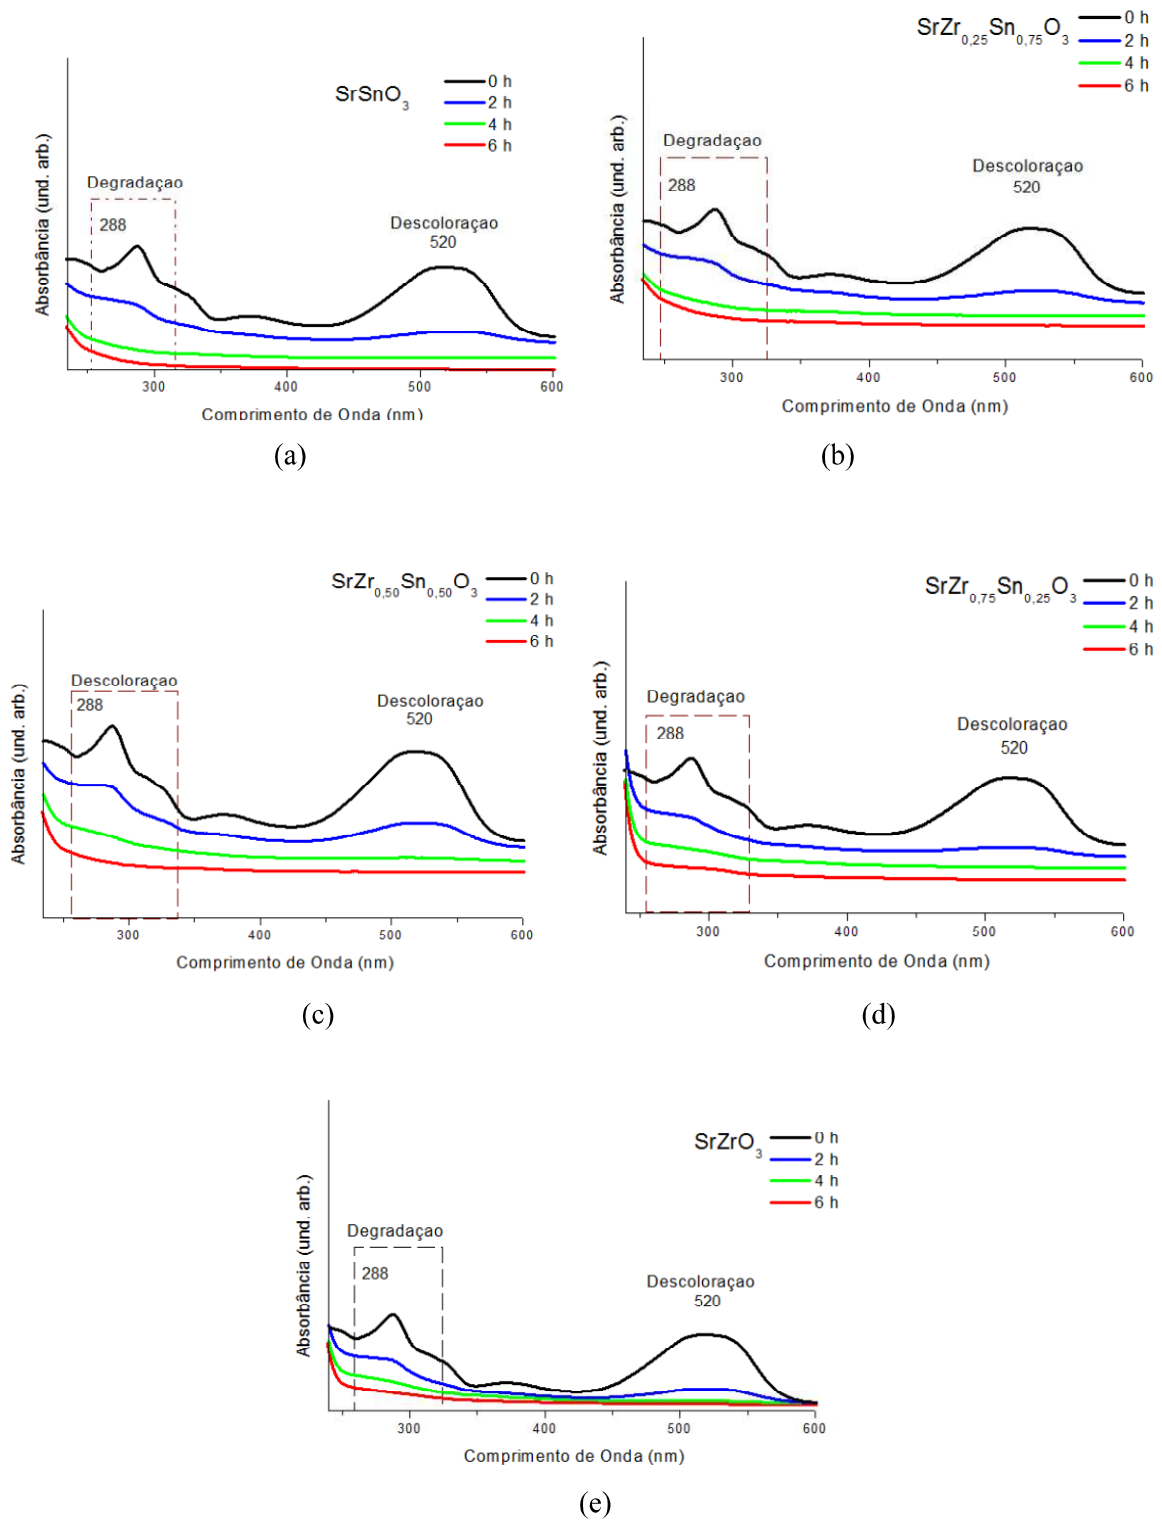 SrSnO3
0 h
2 h
4 h
6 h
Degradaçao
288
Descoloraçao
520
Absorbância (und. arb.)
300 400 500 600
Comprimento de Onda (nm)
(a)
SrZr0,25Sn0,75O3
0 h
2 h
4 h
6 h
Degradaçao
288
Descoloraçao
520
Absorbância (und. arb.)
300 400 500 600
Comprimento de Onda (nm)
(b)
SrZr0,50Sn0,50O3
0 h
2 h
4 h
6 h
Descoloraçao
288
Descoloraçao
520
Absorbância (und. arb.)
300 400 500 600
Comprimento de Onda (nm)
(c)
SrZr0,75Sn0,25O3
0 h
2 h
4 h
6 h
Degradaçao
288
Descoloraçao
520
Absorbância (und. arb.)
300 400 500 600
Comprimento de Onda (nm)
(d)
SrZrO3
0 h
2 h
4 h
6 h
Degradaçao
288
Descoloraçao
520
Absorbância (und. arb.)
300 400 500 600
Comprimento de Onda (nm)
(e)